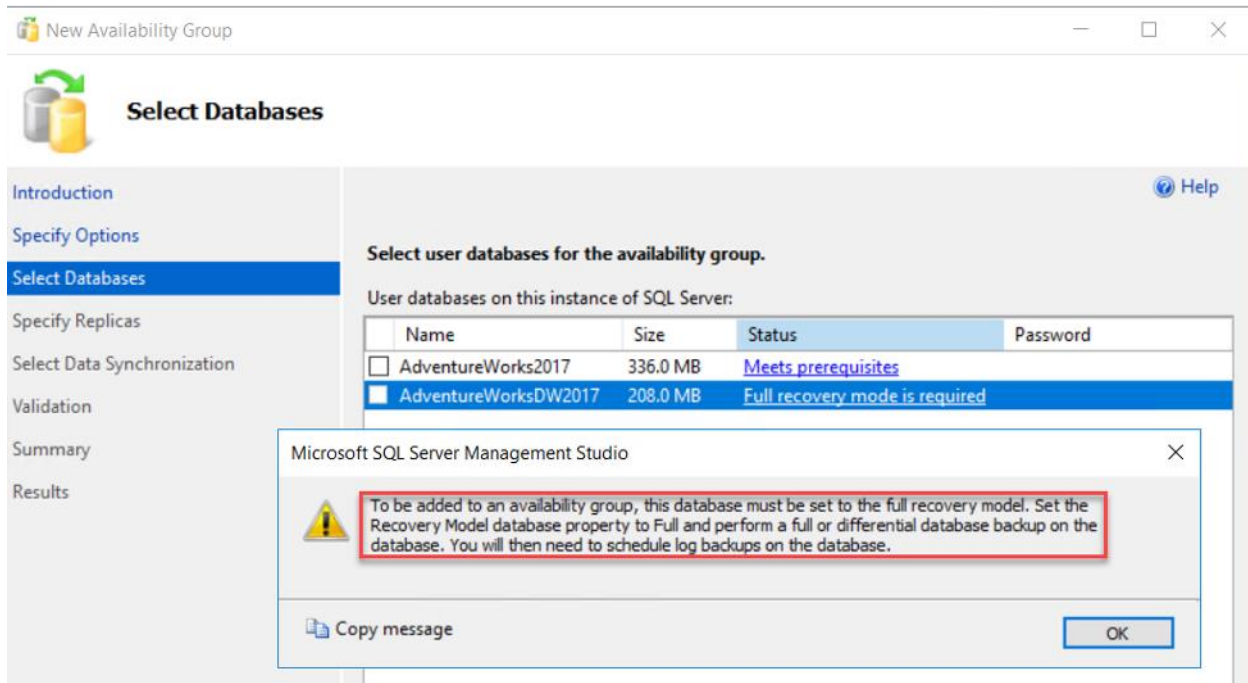 New Availability Group
Select Databases
Introduction
Help
Specify Options
Select user databases for the availability group.
Select Databases
User databases on this instance of SQL Server:
Specify Replicas
Name Size Status Password
Select Data Synchronization
AdventureWorks2017 336.0 MB Meets prerequisites
AdventureWorksDW2017 208.0 MB Full recovery mode is required
Validation
Summary
Results
Microsoft SQL Server Management Studio
To be added to an availability group, this database must be set to the full recovery model. Set the
Recovery Model database property to Full and perform a full or differential database backup on the
database. You will then need to schedule log backups on the database.
Copy message
OK